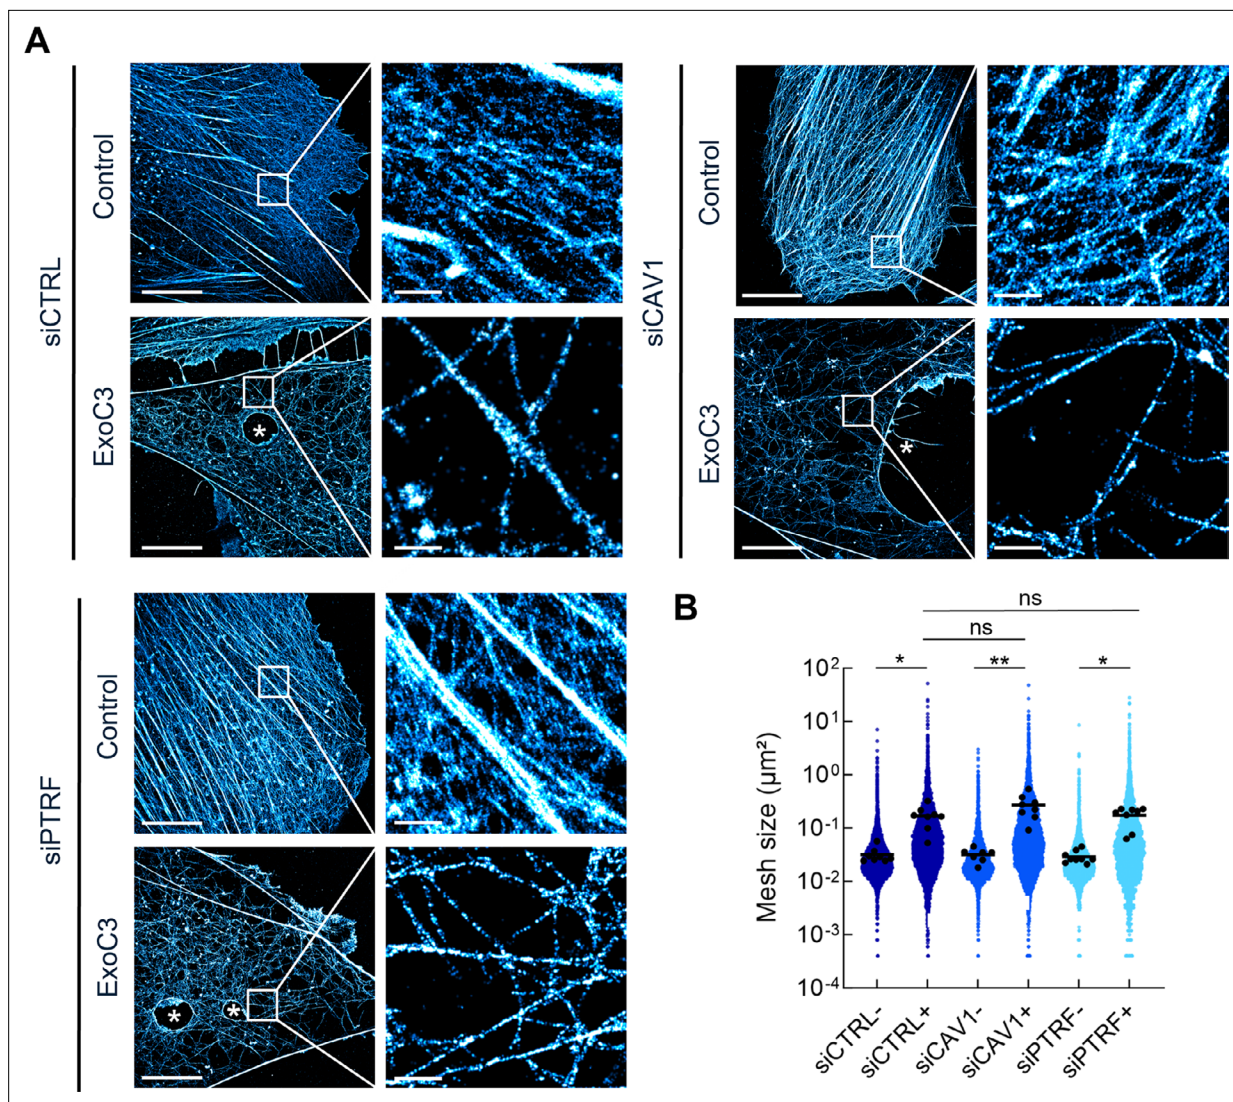 A
siCTRL
Control
ExoC3
*
siCAV1
Control
ExoC3
*
siPTRF
Control
ExoC3
*
*
B
ns
ns
*
**
*
Mesh size (µm²)
10²
10¹
10⁰
10⁻¹
10⁻²
10⁻³
10⁻⁴
siCTRL-
siCTRL+
siCAV1-
siCAV1+
siPTRF-
siPTRF+